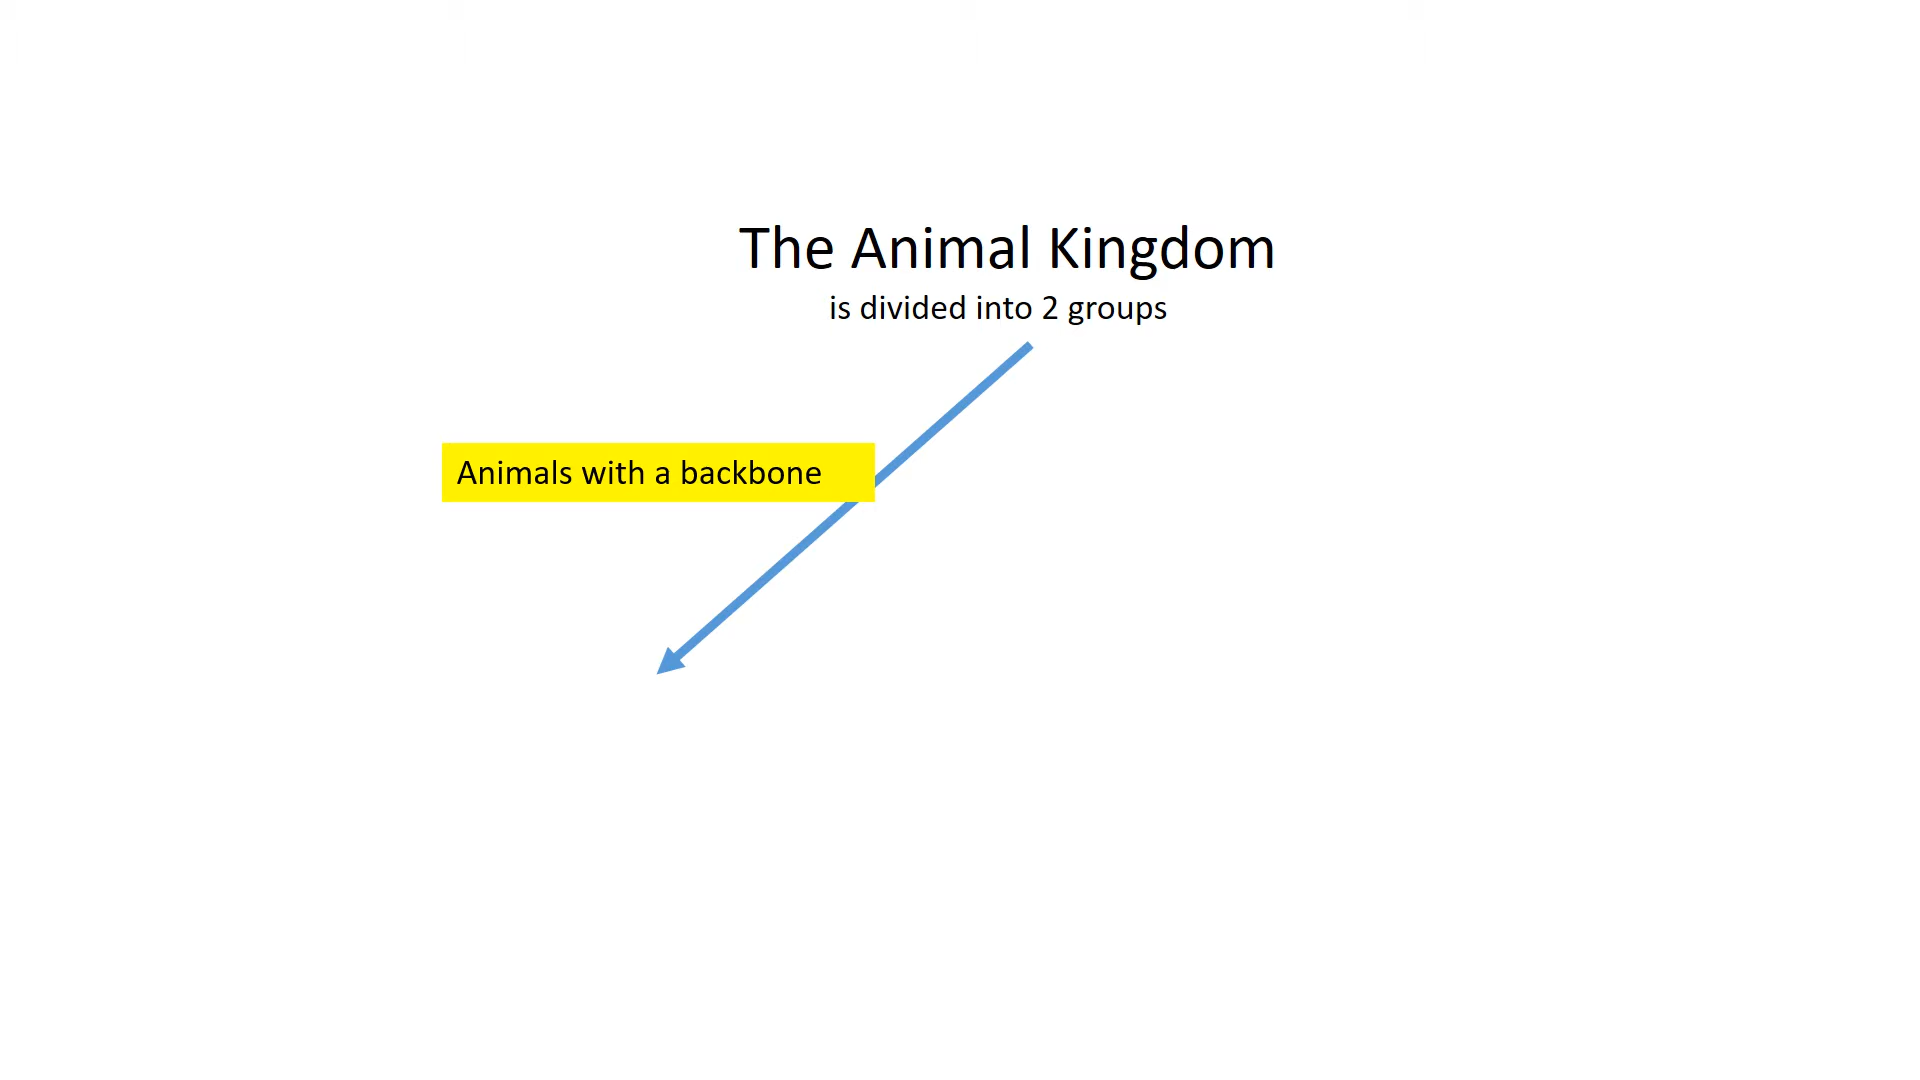 The Animal Kingdom
is divided into 2 groups
Animals with a backbone